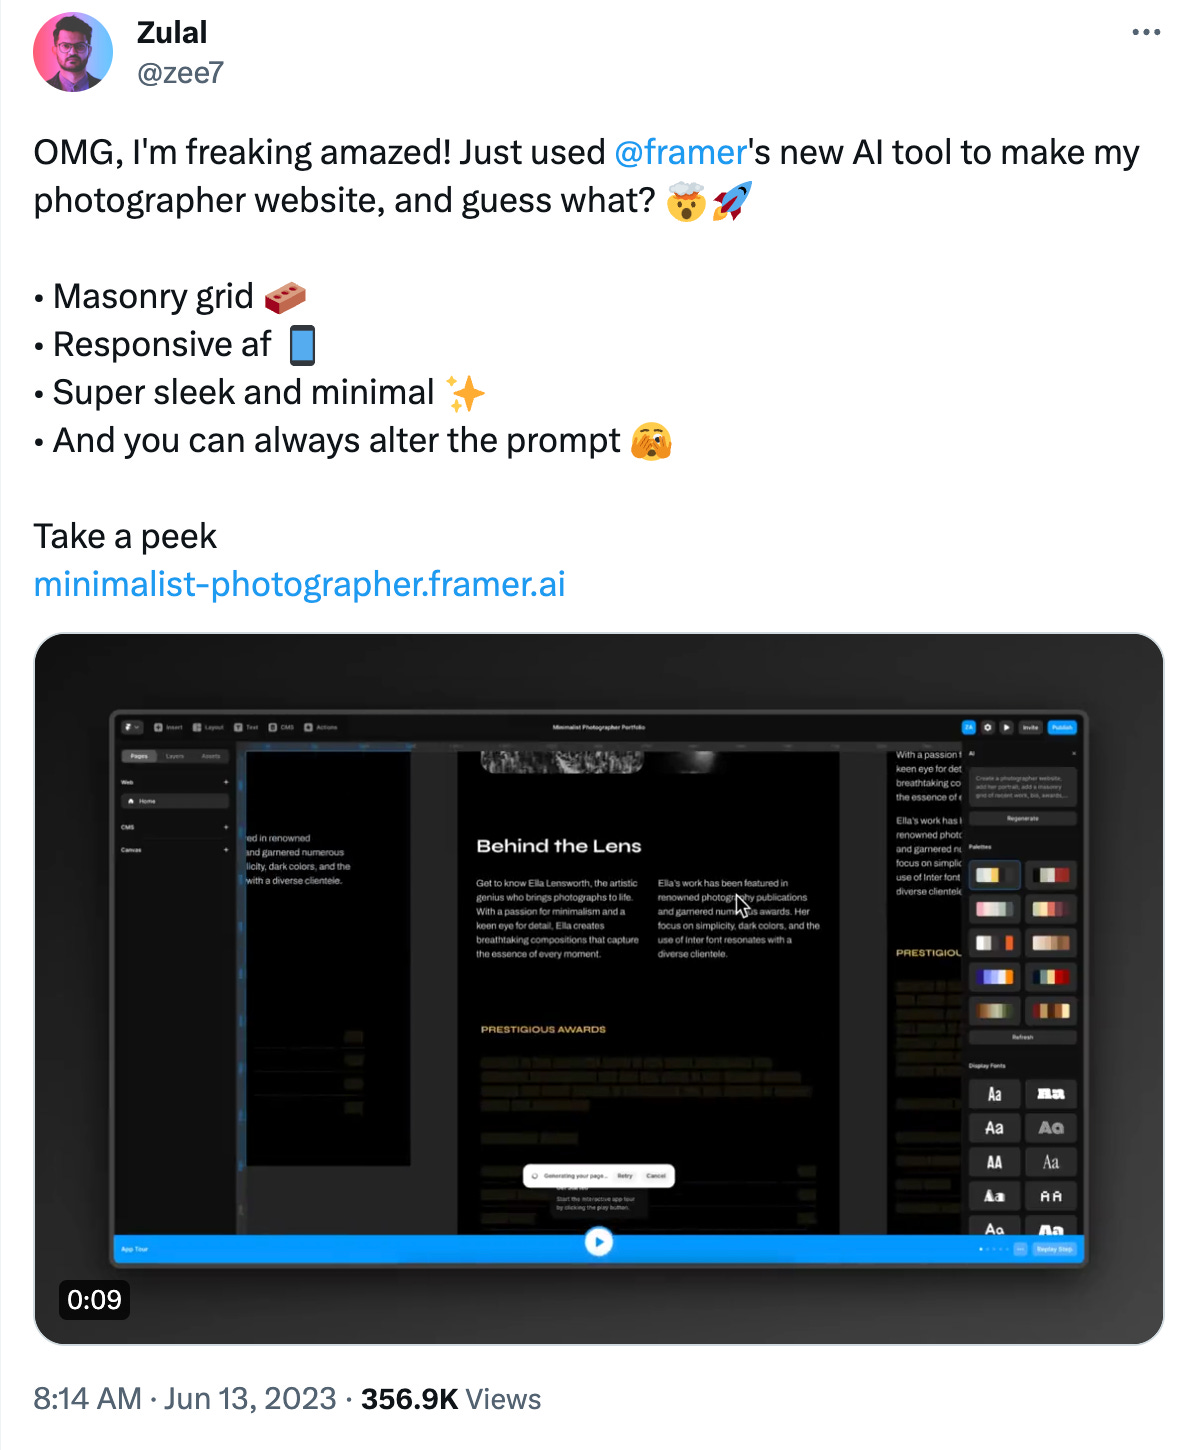 Zulal
@zee7
OMG, I'm freaking amazed! Just used @framer's new AI tool to make my
photographer website, and guess what? 🤯🚀
• Masonry grid 🧱
• Responsive af 📱
• Super sleek and minimal ✨
• And you can always alter the prompt 🫣
Take a peek
minimalist-photographer.framer.ai
Insert Layout Text CMS Actions
Minimalist Photographer Portfolio
ZA Invite Publish
Pages Layers Assets
Web +
Home
CMS +
Canvas +
ed in renowned
and garnered numerous
licity, dark colors, and the
with a diverse clientele.
Behind the Lens
Get to know Ella Lensworth, the artistic
genius who brings photographs to life.
With a passion for minimalism and a
keen eye for detail, Ella creates
breathtaking compositions that capture
the essence of every moment.
Ella's work has been featured in
renowned photography publications
and garnered numerous awards. Her
focus on simplicity, dark colors, and the
use of Inter font resonates with a
diverse clientele.
PRESTIGIOUS AWARDS
With a passion f
keen eye for det
breathtaking co
the essence of e
Ella's work has
renowned photo
and garnered nu
focus on simplic
use of Inter font
diverse clientele
PRESTIGIOU
AI
Create a photographer website,
add her portrait, add a masonry
grid of recent work, bio, awards,...
Regenerate
Palettes
Refresh
Display Fonts
Aa Aa
Aa Aa
AA Aa
Aa AA
Aa Aa
Generating your page... Retry Cancel
Start the interactive app tour
by clicking the play button.
App Tour
Replay Step
0:09
8:14 AM · Jun 13, 2023 · 356.9K Views